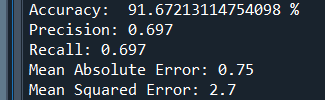 Accuracy:  91.67213114754098 %
Precision: 0.697
Recall: 0.697
Mean Absolute Error: 0.75
Mean Squared Error: 2.7